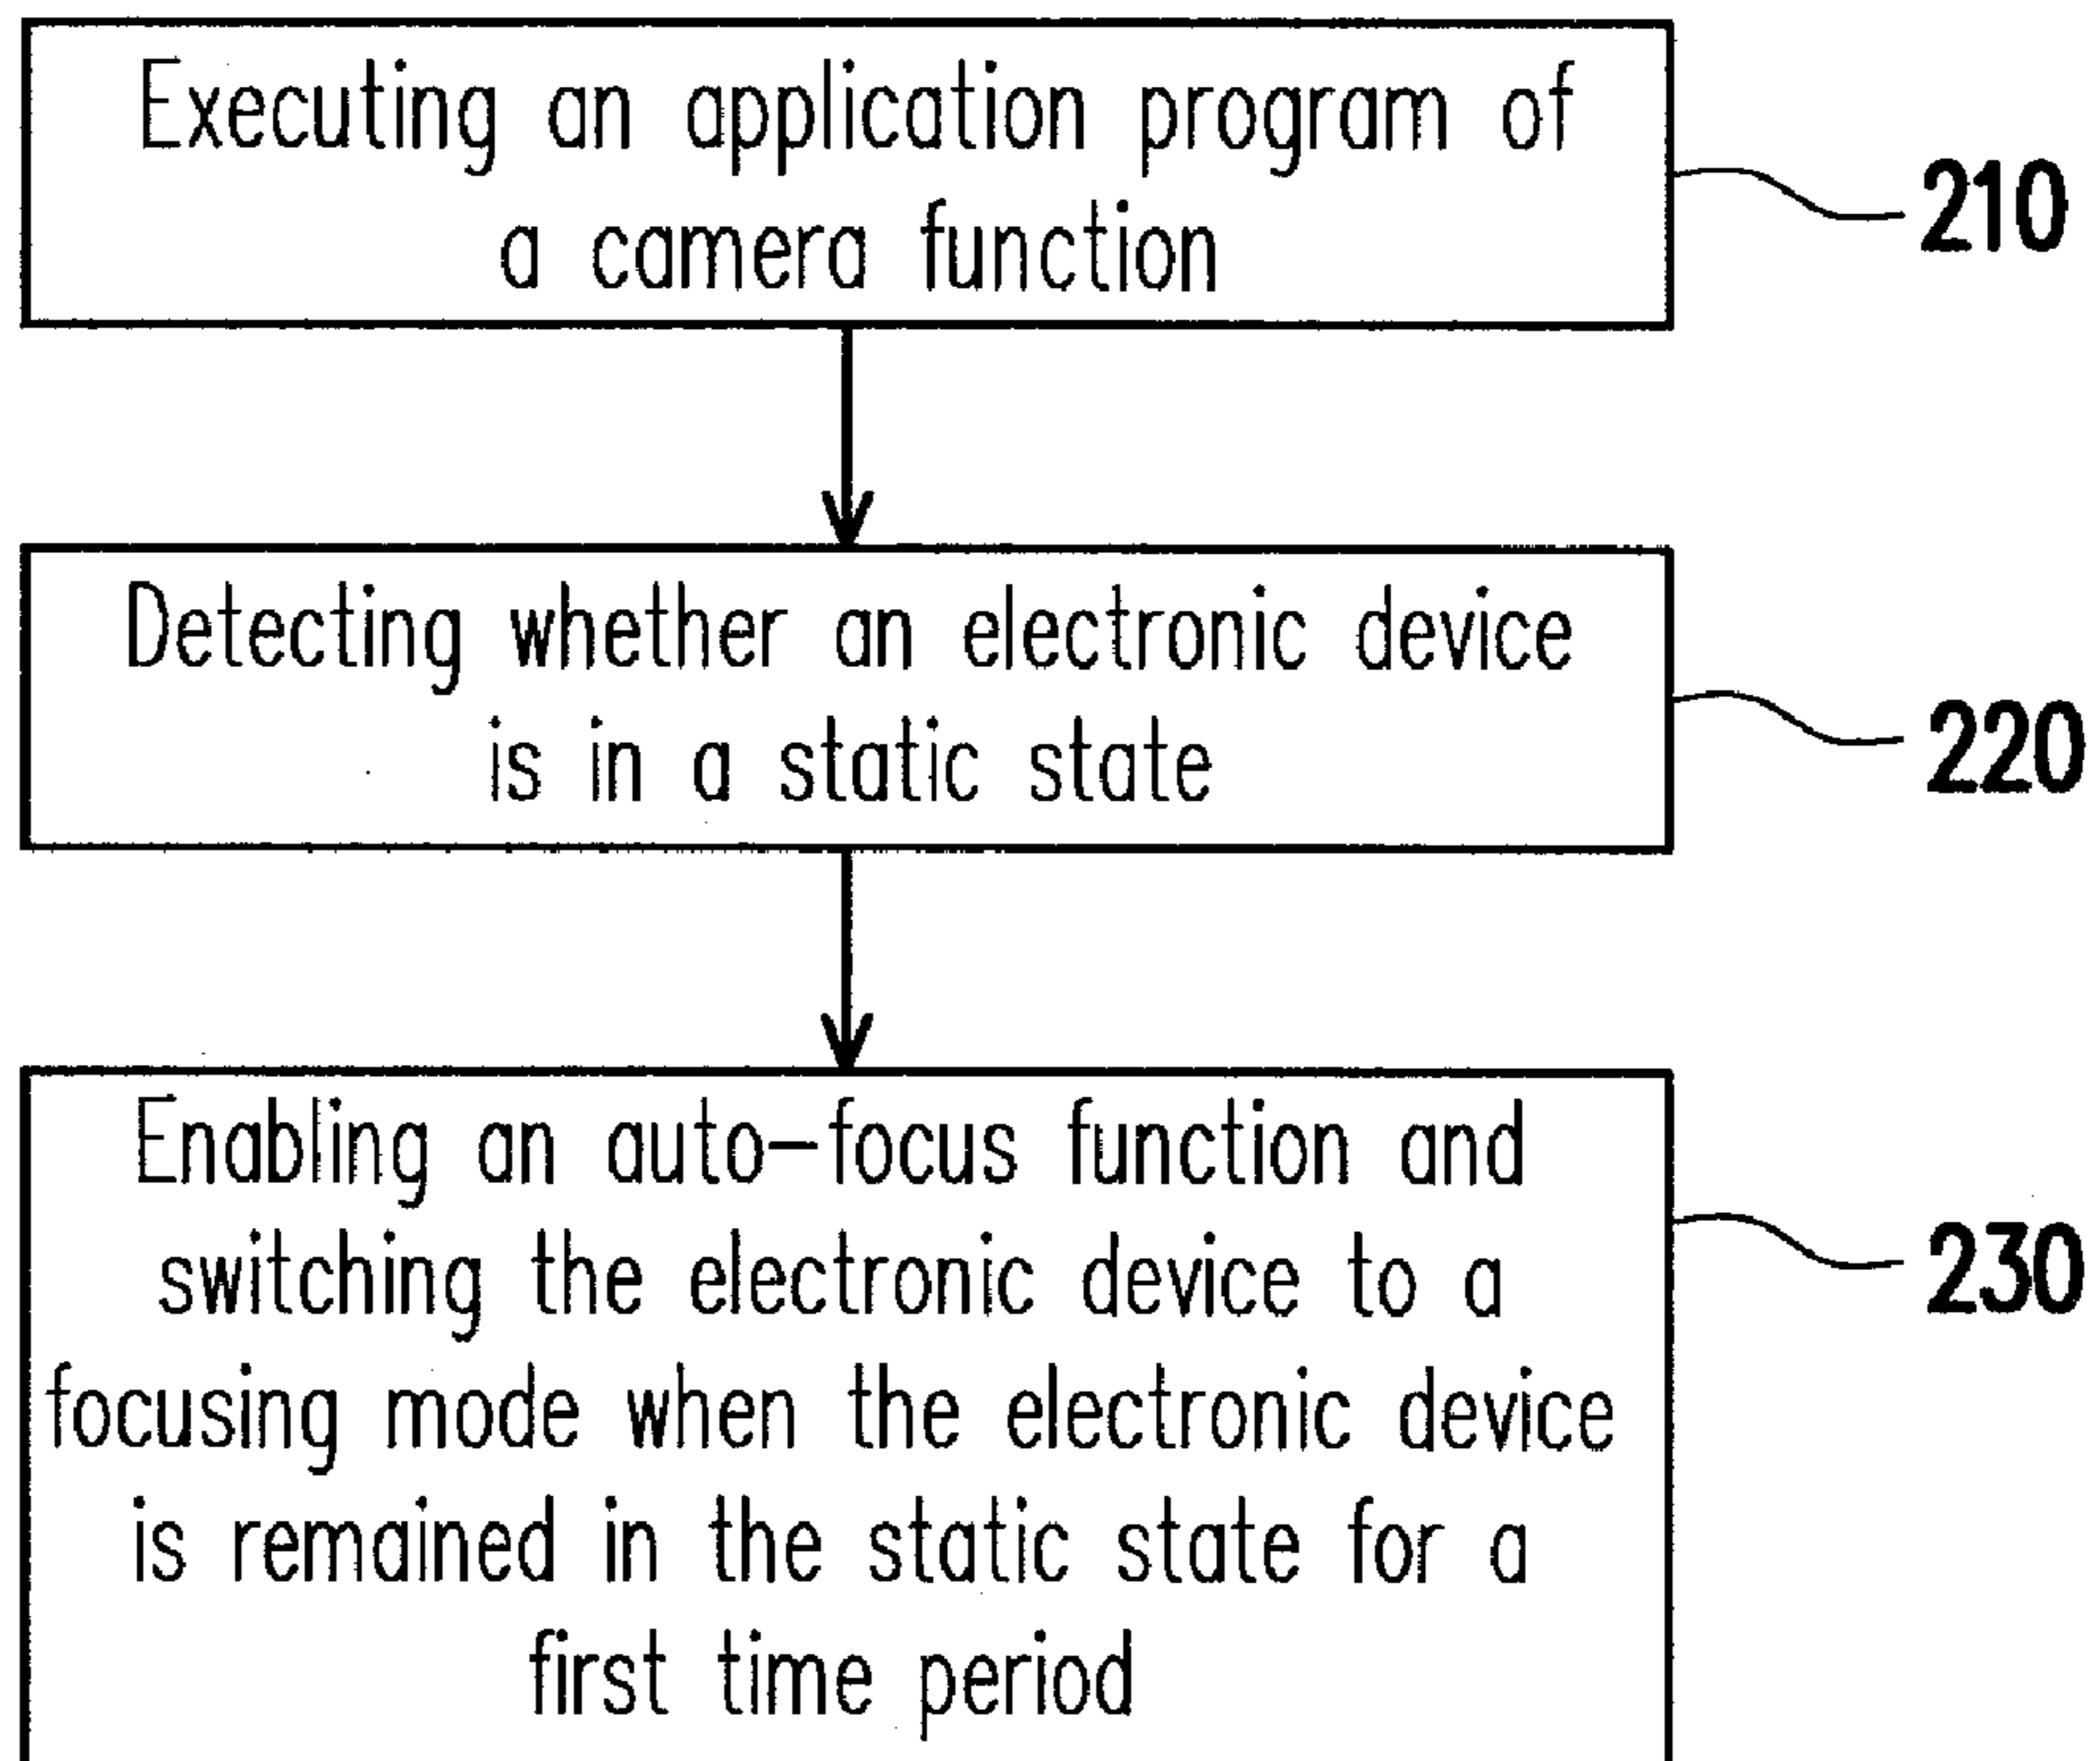 Executing an application program of
a camera function
210
Detecting whether an electronic device
is in a static state
220
Enabling an auto-focus function and
switching the electronic device to a
focusing mode when the electronic device
is remained in the static state for a
first time period
230